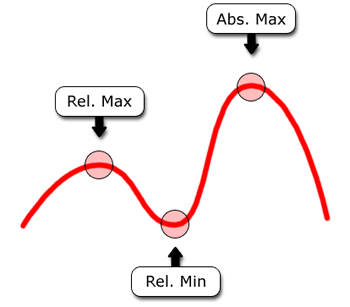 Abs. Max
Rel. Max
Rel. Min